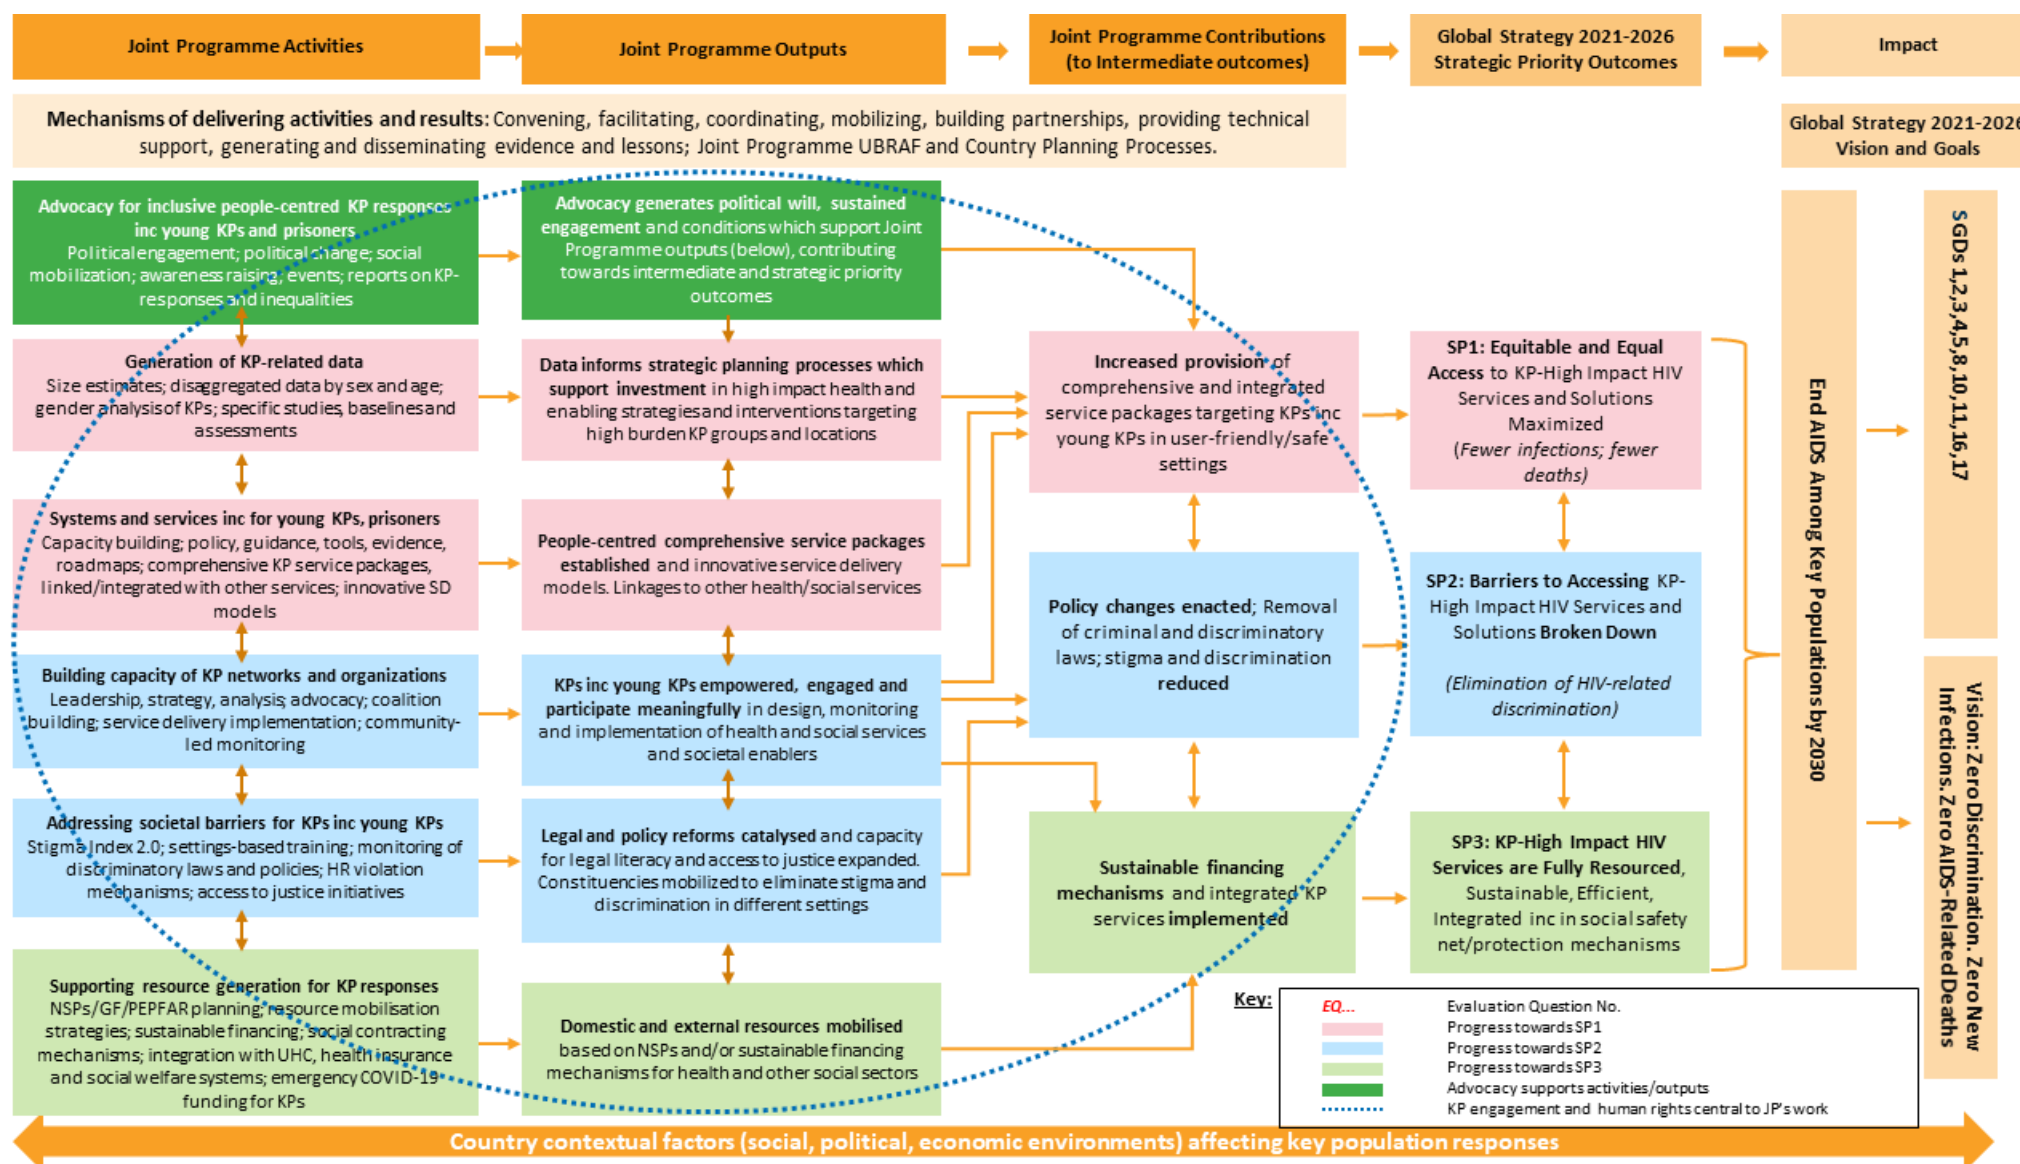 Joint Programme Activities
Joint Programme Outputs
Joint Programme Contributions
(to Intermediate outcomes)
Global Strategy 2021-2026
Strategic Priority Outcomes
Impact
Mechanisms of delivering activities and results: Convening, facilitating, coordinating, mobilizing, building partnerships, providing technical
support, generating and disseminating evidence and lessons; Joint Programme UBRAF and Country Planning Processes.
Global Strategy 2021-2026
Vision and Goals
Advocacy for inclusive people-centred KP responses
inc young KPs and prisoners
Political engagement; political change; social
mobilization; awareness raising; events; reports on KP-
responses and inequalities
Advocacy generates political will, sustained
engagement and conditions which support Joint
Programme outputs (below), contributing
towards intermediate and strategic priority
outcomes
Generation of KP-related data
Size estimates; disaggregated data by sex and age;
gender analysis of KPs; specific studies, baselines and
assessments
Data informs strategic planning processes which
support investment in high impact health and
enabling strategies and interventions targeting
high burden KP groups and locations
Increased provision of
comprehensive and integrated
service packages targeting KPs inc
young KPs in user-friendly/safe
settings
SP1: Equitable and Equal
Access to KP-High Impact HIV
Services and Solutions
Maximized
(Fewer infections; fewer
deaths)
Systems and services inc for young KPs, prisoners
Capacity building; policy, guidance, tools, evidence,
roadmaps; comprehensive KP service packages,
linked/integrated with other services; innovative SD
models
People-centred comprehensive service packages
established and innovative service delivery
models. Linkages to other health/social services
Policy changes enacted; Removal
of criminal and discriminatory
laws; stigma and discrimination
reduced
SP2: Barriers to Accessing KP-
High Impact HIV Services and
Solutions Broken Down
(Elimination of HIV-related
discrimination)
Building capacity of KP networks and organizations
Leadership, strategy, analysis; advocacy; coalition
building; service delivery implementation; community-
led monitoring
KPs inc young KPs empowered, engaged and
participate meaningfully in design, monitoring
and implementation of health and social services
and societal enablers
Addressing societal barriers for KPs inc young KPs
Stigma Index 2.0; settings-based training; monitoring of
discriminatory laws and policies; HR violation
mechanisms; access to justice initiatives
Legal and policy reforms catalysed and capacity
for legal literacy and access to justice expanded.
Constituencies mobilized to eliminate stigma and
discrimination in different settings
Sustainable financing
mechanisms and integrated KP
services implemented
SP3: KP-High Impact HIV
Services are Fully Resourced,
Sustainable, Efficient,
Integrated inc in social safety
net/protection mechanisms
Supporting resource generation for KP responses
NSPs/GF/PEPFAR planning; resource mobilisation
strategies; sustainable financing; social contracting
mechanisms; integration with UHC, health insurance
and social welfare systems; emergency COVID-19
funding for KPs
Domestic and external resources mobilised
based on NSPs and/or sustainable financing
mechanisms for health and other social sectors
End AIDS Among Key Populations by 2030
SGDs 1,2,3,4,5,8,10,11,16,17
Vision: Zero Discrimination. Zero New
Infections. Zero AIDS-Related Deaths
Key:
EQ... Evaluation Question No.
Progress towards SP1
Progress towards SP2
Progress towards SP3
Advocacy supports activities/outputs
KP engagement and human rights central to JP's work
Country contextual factors (social, political, economic environments) affecting key population responses